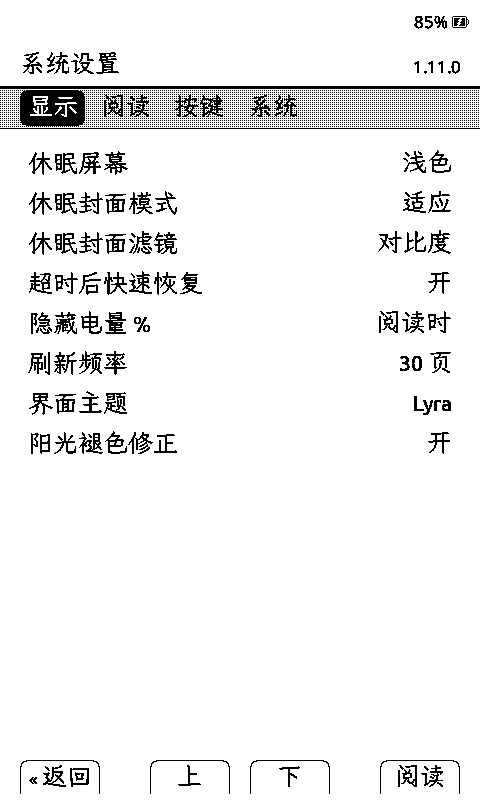 85%
系统设置 1.11.0
显示 阅读 按键 系统
休眠屏幕 浅色
休眠封面模式 适应
休眠封面滤镜 对比度
超时后快速恢复 开
隐藏电量 % 阅读时
刷新频率 30 页
界面主题 Lyra
阳光褪色修正 开
« 返回 上 下 阅读